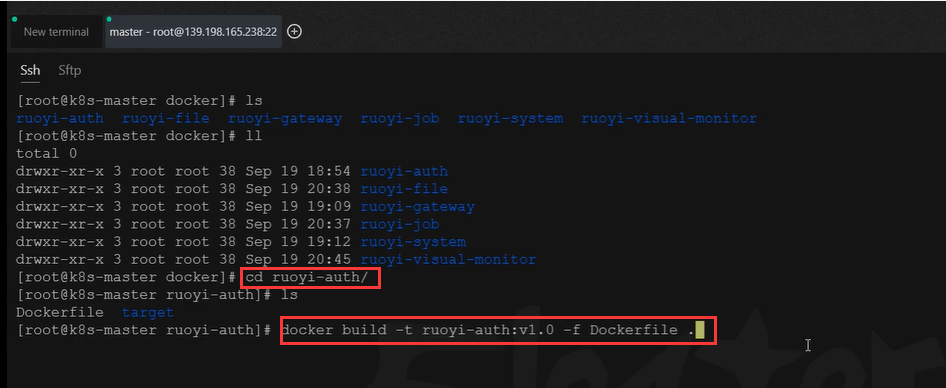 New terminal master - root@139.198.165.238:22
Ssh Sftp
[root@k8s-master docker]# ls
ruoyi-auth ruoyi-file ruoyi-gateway ruoyi-job ruoyi-system ruoyi-visual-monitor
[root@k8s-master docker]# ll
total 0
drwxr-xr-x 3 root root 38 Sep 19 18:54 ruoyi-auth
drwxr-xr-x 3 root root 38 Sep 19 20:38 ruoyi-file
drwxr-xr-x 3 root root 38 Sep 19 19:09 ruoyi-gateway
drwxr-xr-x 3 root root 38 Sep 19 20:37 ruoyi-job
drwxr-xr-x 3 root root 38 Sep 19 19:12 ruoyi-system
drwxr-xr-x 3 root root 38 Sep 19 20:45 ruoyi-visual-monitor
[root@k8s-master docker]# cd ruoyi-auth/
[root@k8s-master ruoyi-auth]# ls
Dockerfile target
[root@k8s-master ruoyi-auth]# docker build -t ruoyi-auth:v1.0 -f Dockerfile .